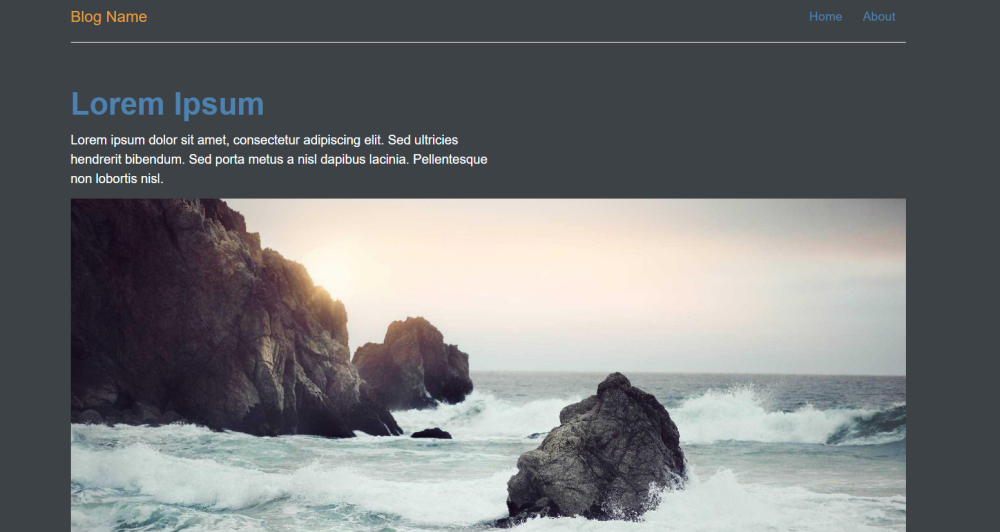 Blog Name
Home About
Lorem Ipsum
Lorem ipsum dolor sit amet, consectetur adipiscing elit. Sed ultricies
hendrerit bibendum. Sed porta metus a nisl dapibus lacinia. Pellentesque
non lobortis nisl.